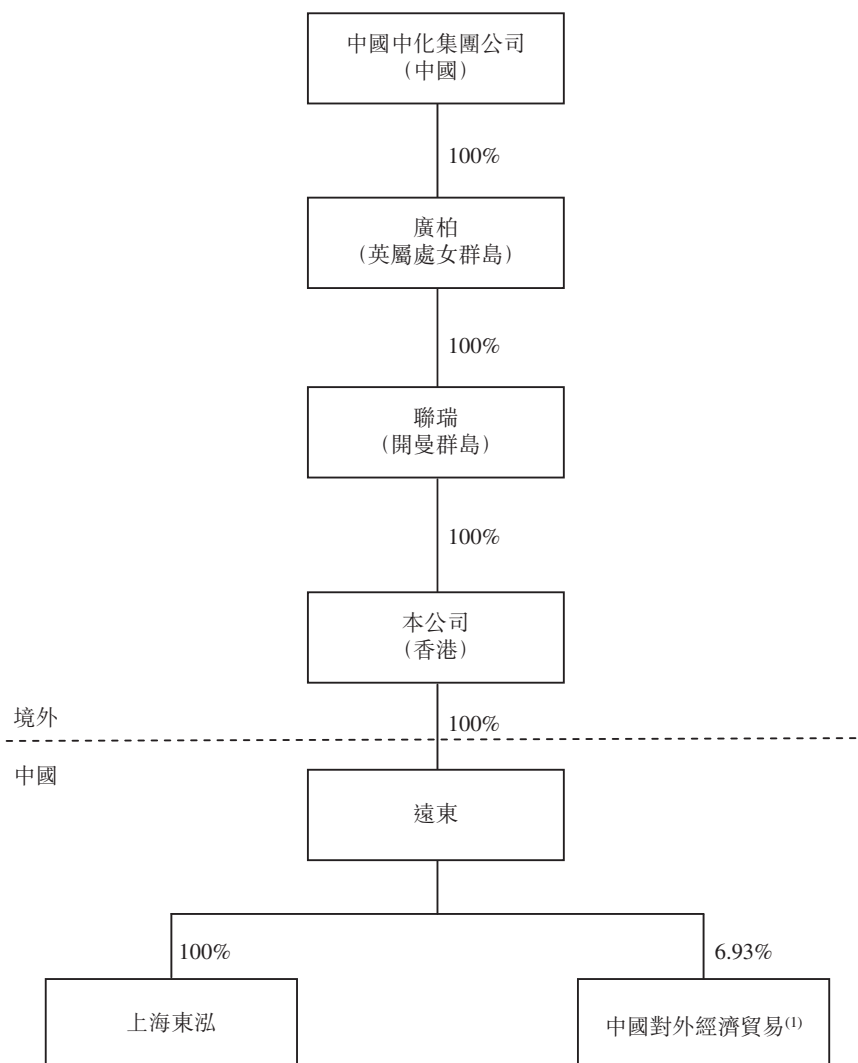 中國中化集團公司
（中國）
100%
廣柏
（英屬處女群島）
100%
聯瑞
（開曼群島）
100%
本公司
（香港）
境外
100%
中國
遠東
100%
6.93%
上海東泓
中國對外經濟貿易(1)